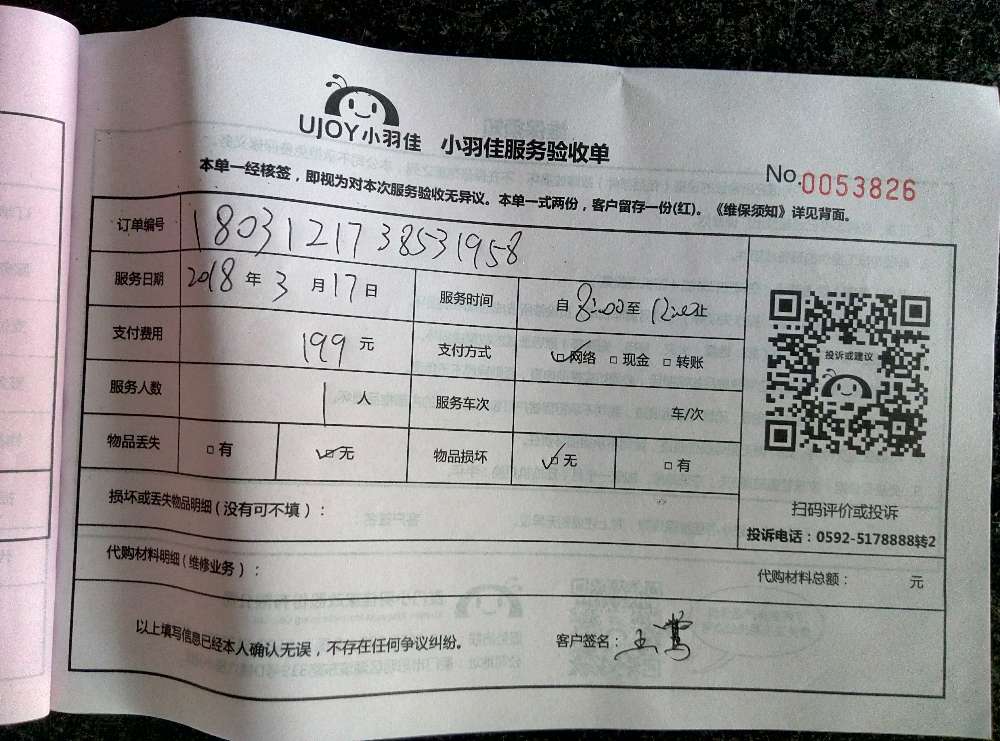 UJOY小羽佳 小羽佳服务验收单
No.0053826
本单一经核签，即视为对本次服务验收无异议。本单一式两份，客户留存一份(红)。《维保须知》详见背面。
订单编号 18031217 38531958
服务日期 2018 年 3 月 17 日 服务时间 自 8:00 至 12:00 止
支付费用 199 元 支付方式 ☑网络 □现金 □转账
投诉或建议
服务人数 1 人 服务车次 车/次
物品丢失 □有 ☑无 物品损坏 ☑无 □有
损坏或丢失物品明细(没有可不填)：
扫码评价或投诉
投诉电话：0592-5178888转2
代购材料明细(维修业务)：
代购材料总额： 元
以上填写信息已经本人确认无误，不存在任何争议纠纷。 客户签名：